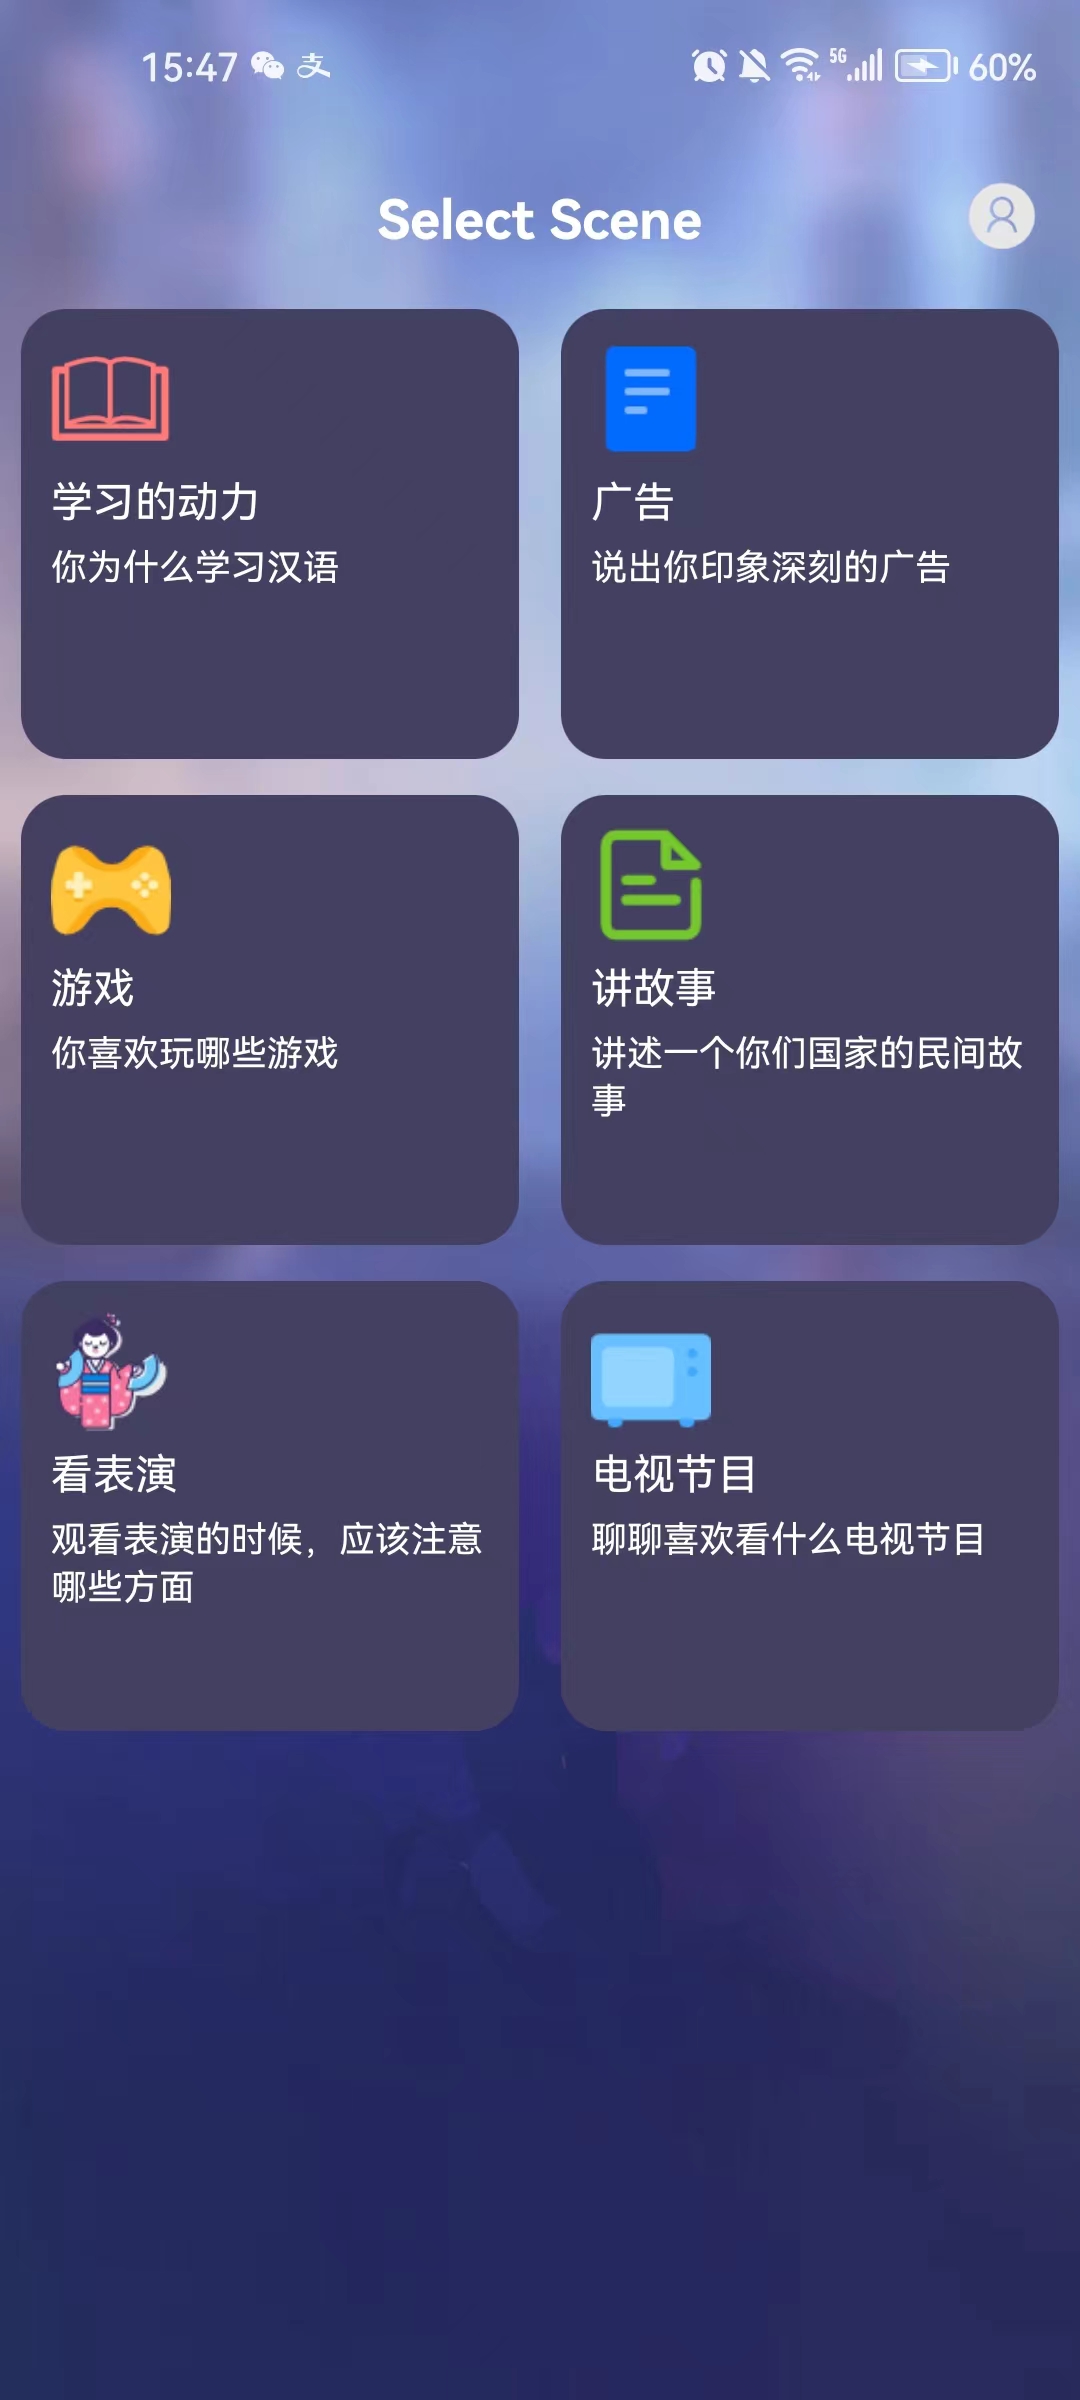 15:47 支 5G 60%
Select Scene
学习的动力
你为什么学习汉语
广告
说出你印象深刻的广告
游戏
你喜欢玩哪些游戏
讲故事
讲述一个你们国家的民间故
事
看表演
观看表演的时候，应该注意
哪些方面
电视节目
聊聊喜欢看什么电视节目